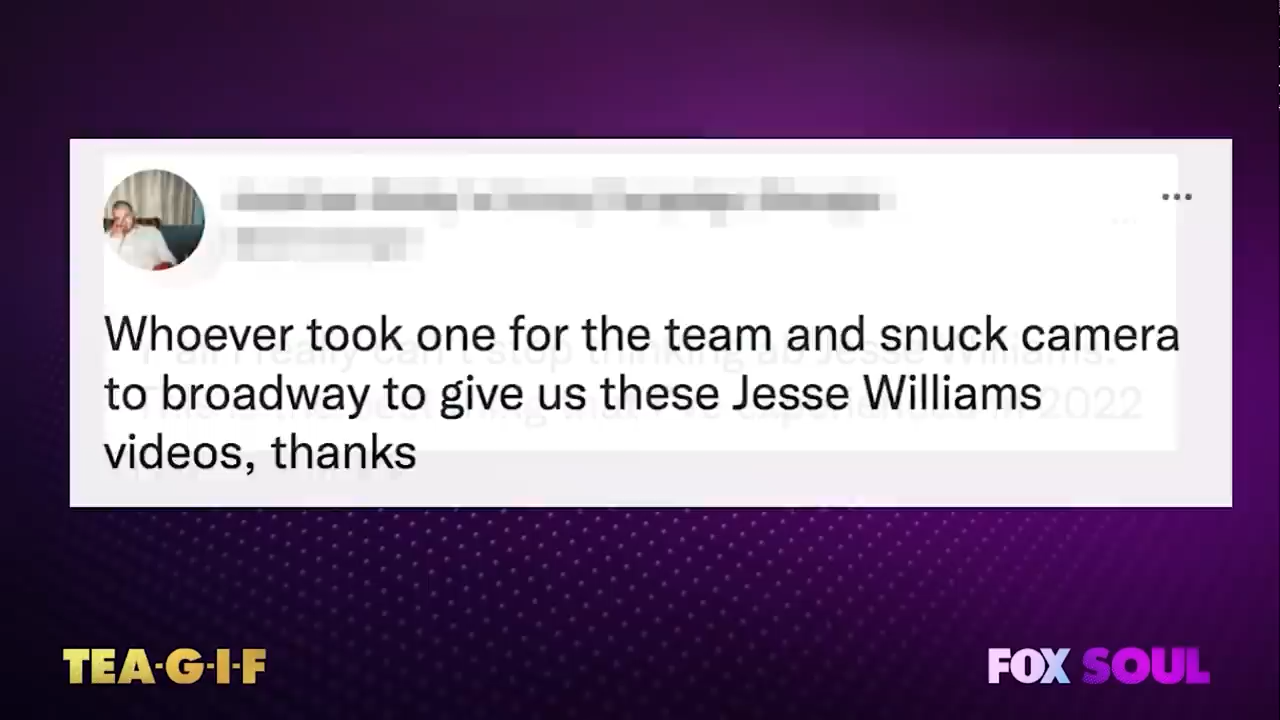 Whoever took one for the team and snuck camera
to broadway to give us these Jesse Williams
videos, thanks
TEA-G-I-F
FOX SOUL